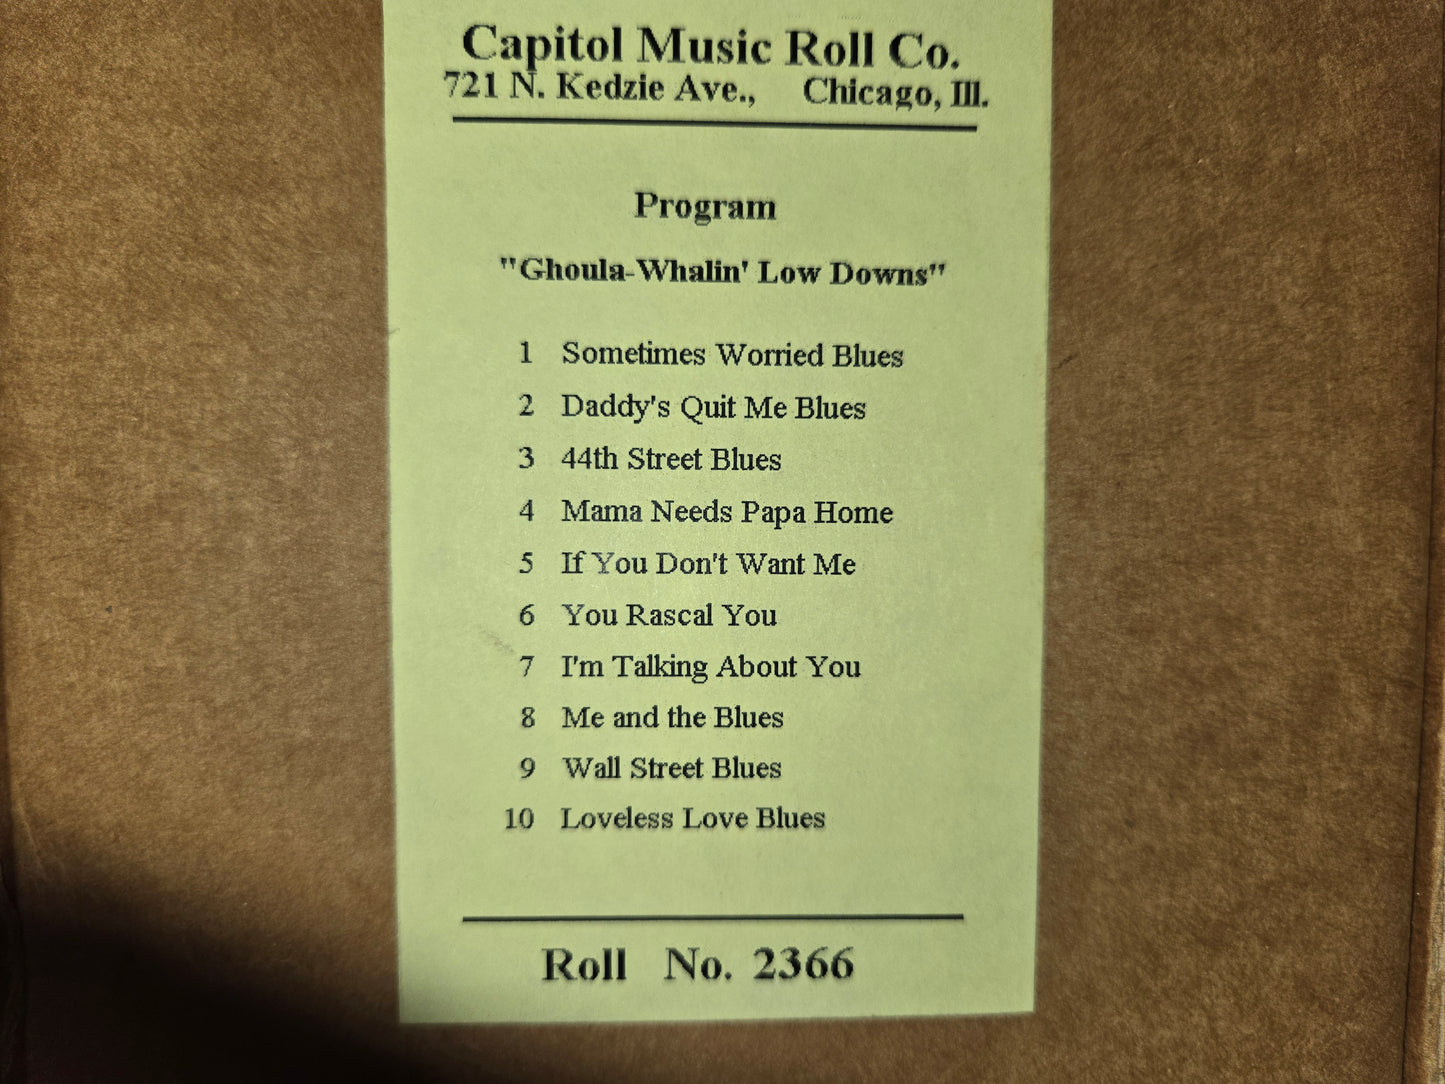 Capitol Music Roll Co.
721 N. Kedzie Ave., Chicago, Ill.
Program
"Ghoula-Whalin' Low Downs"
1 Sometimes Worried Blues
2 Daddy's Quit Me Blues
3 44th Street Blues
4 Mama Needs Papa Home
5 If You Don't Want Me
6 You Rascal You
7 I'm Talking About You
8 Me and the Blues
9 Wall Street Blues
10 Loveless Love Blues
Roll No. 2366